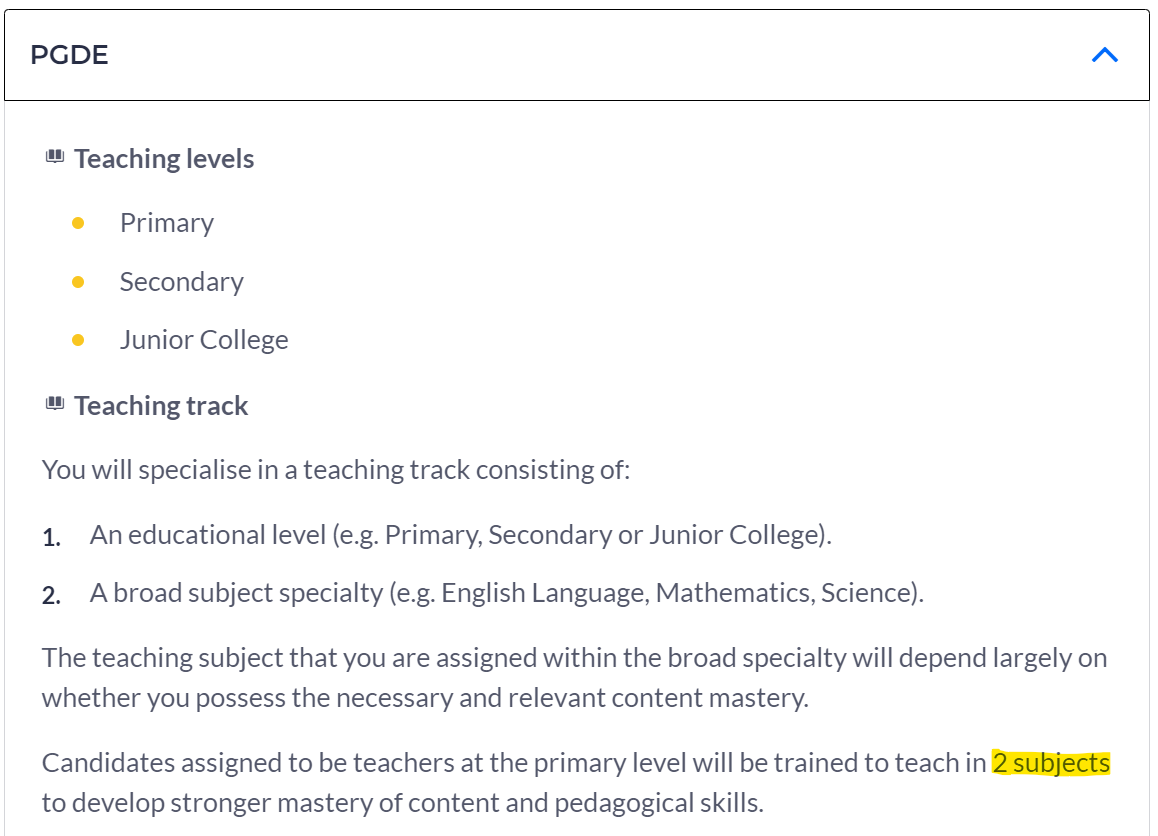 PGDE
Teaching levels
Primary
Secondary
Junior College
Teaching track
You will specialise in a teaching track consisting of:
1. An educational level (e.g. Primary, Secondary or Junior College).
2. A broad subject specialty (e.g. English Language, Mathematics, Science).
The teaching subject that you are assigned within the broad specialty will depend largely on
whether you possess the necessary and relevant content mastery.
Candidates assigned to be teachers at the primary level will be trained to teach in 2 subjects
to develop stronger mastery of content and pedagogical skills.